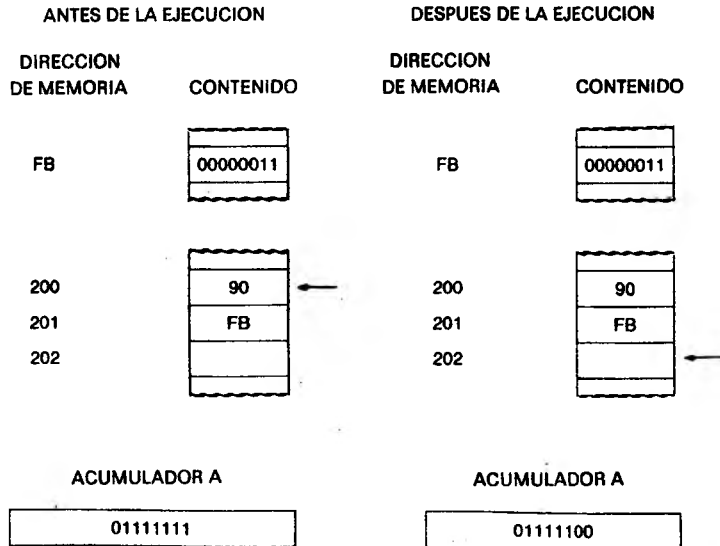 ANTES DE LA EJECUCION
DESPUES DE LA EJECUCION
DIRECCION
DE MEMORIA
CONTENIDO
DIRECCION
DE MEMORIA
CONTENIDO
FB
00000011
FB
00000011
200
90
200
90
201
FB
201
FB
202
202
ACUMULADOR A
ACUMULADOR A
01111111
01111100